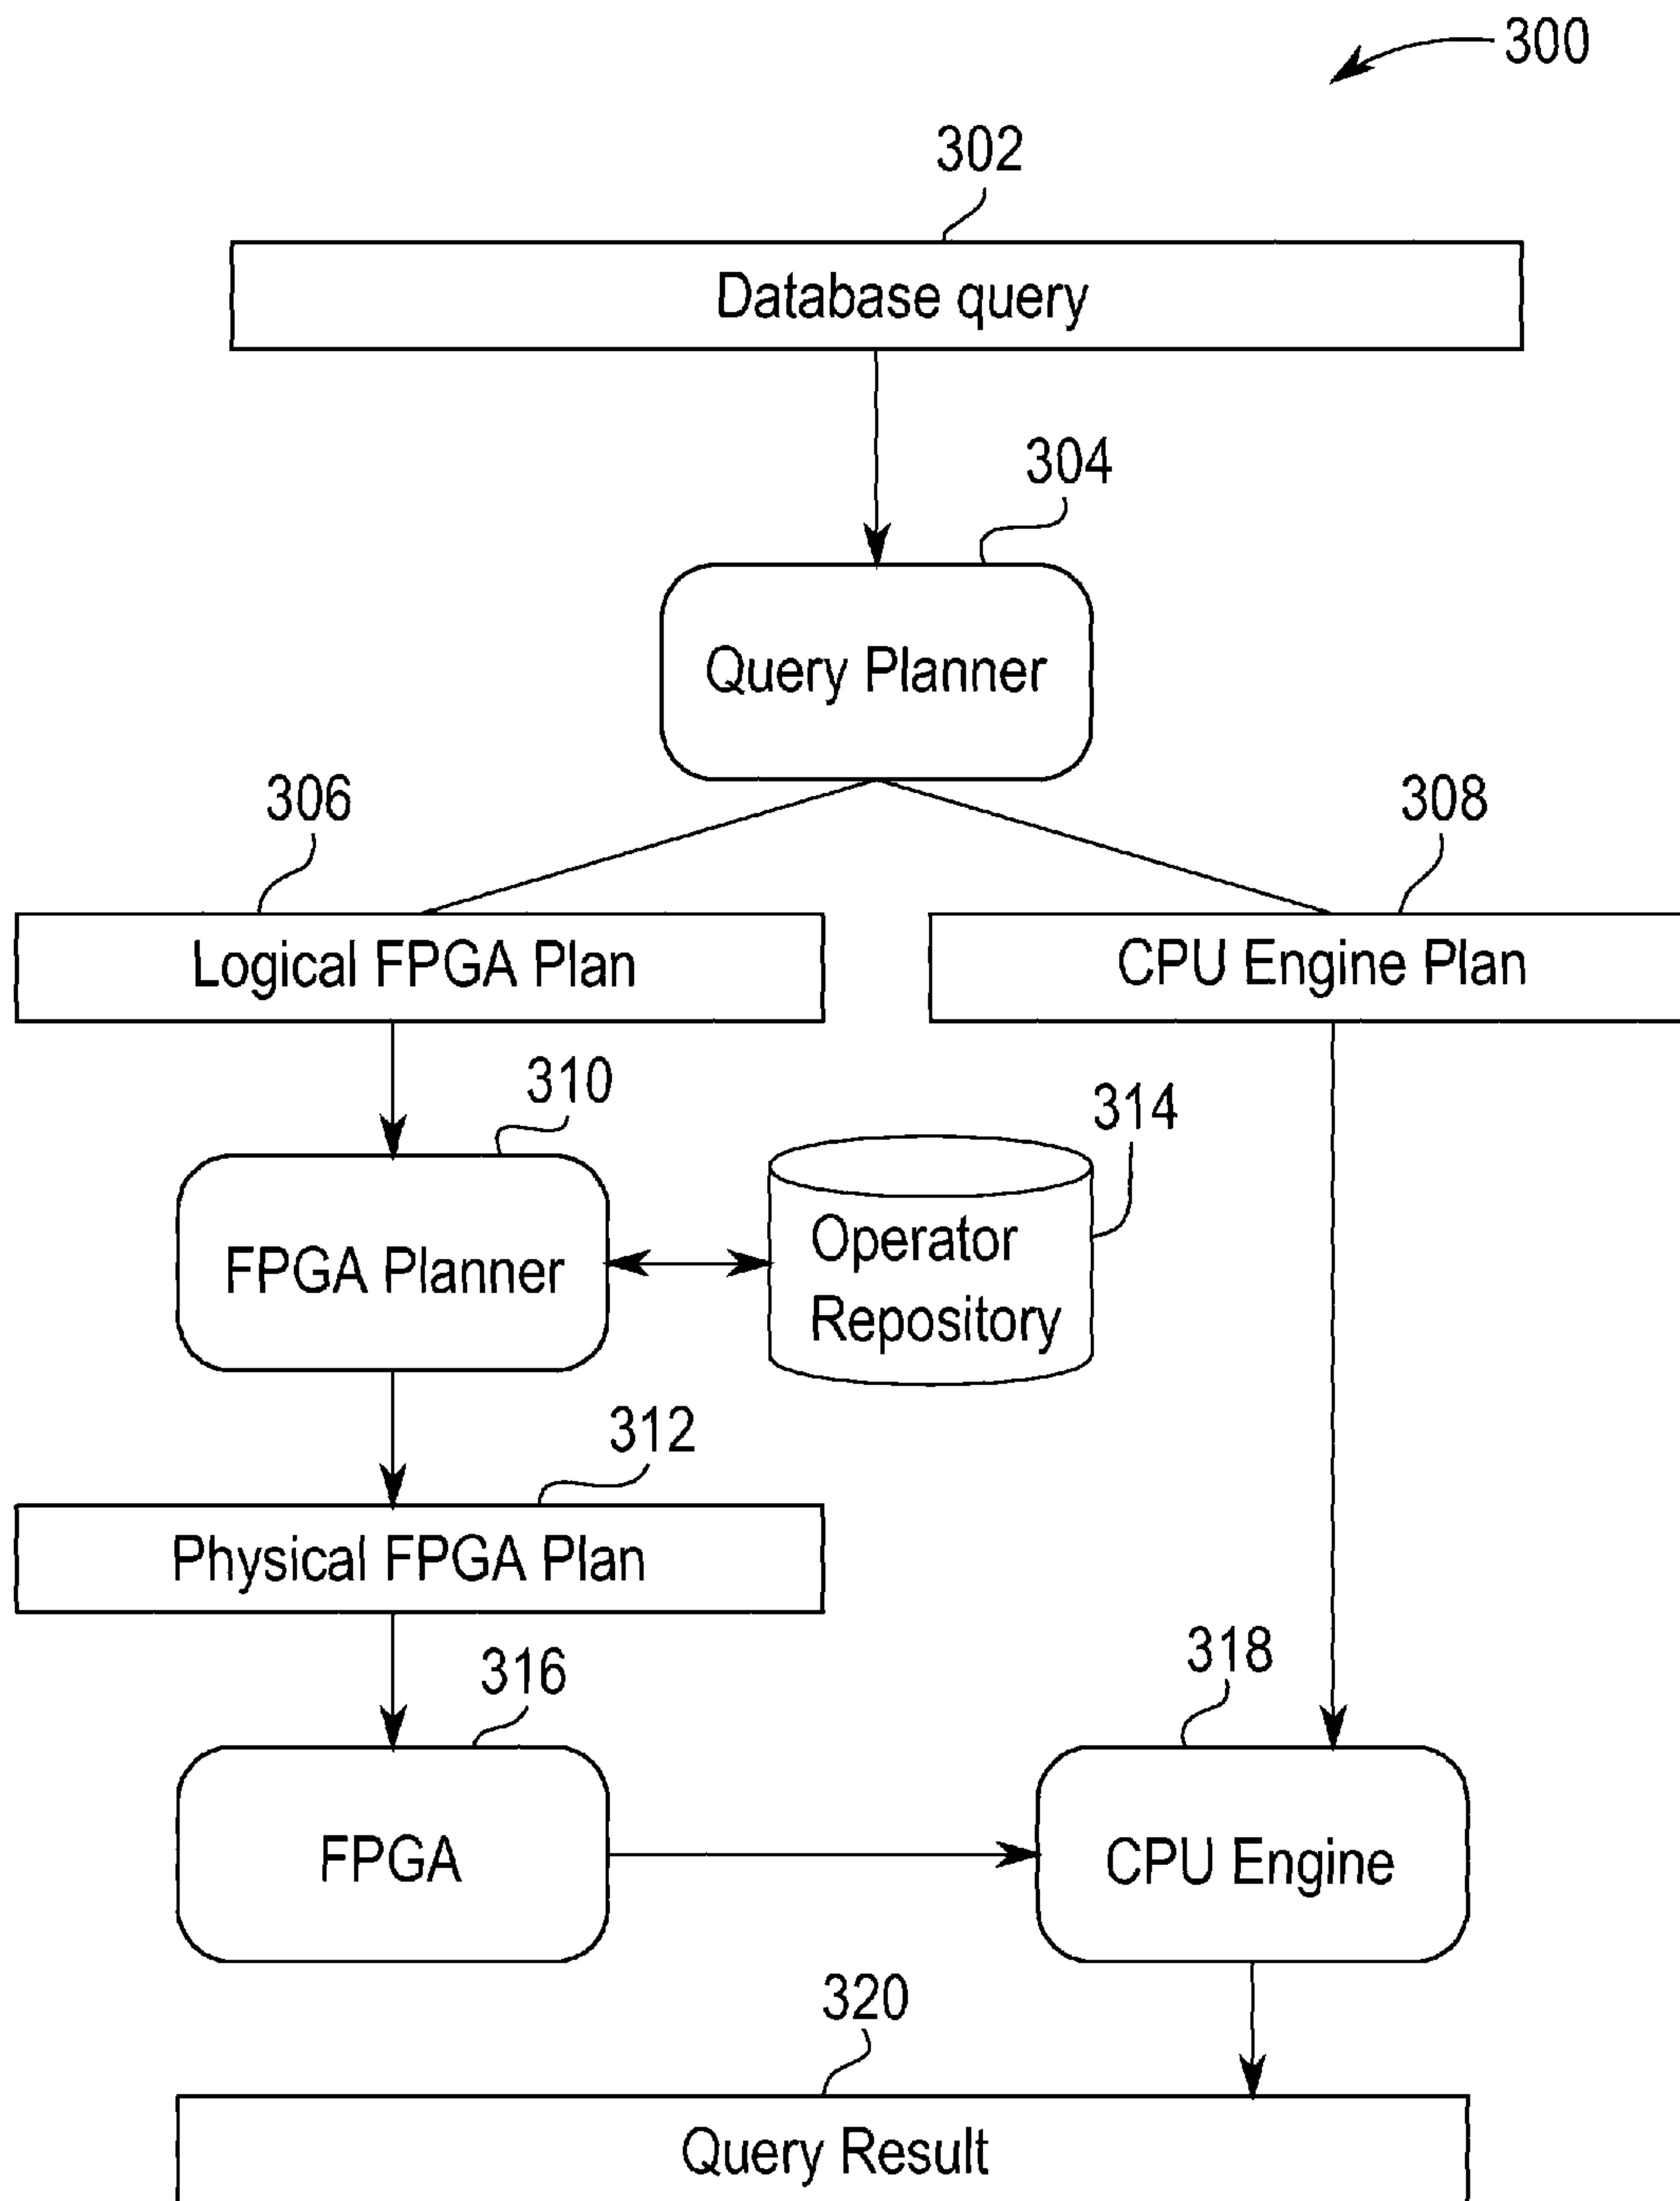 300
302
Database query
304
Query Planner
306
308
Logical FPGA Plan
CPU Engine Plan
310
314
FPGA Planner
Operator
Repository
312
Physical FPGA Plan
316
318
FPGA
CPU Engine
320
Query Result